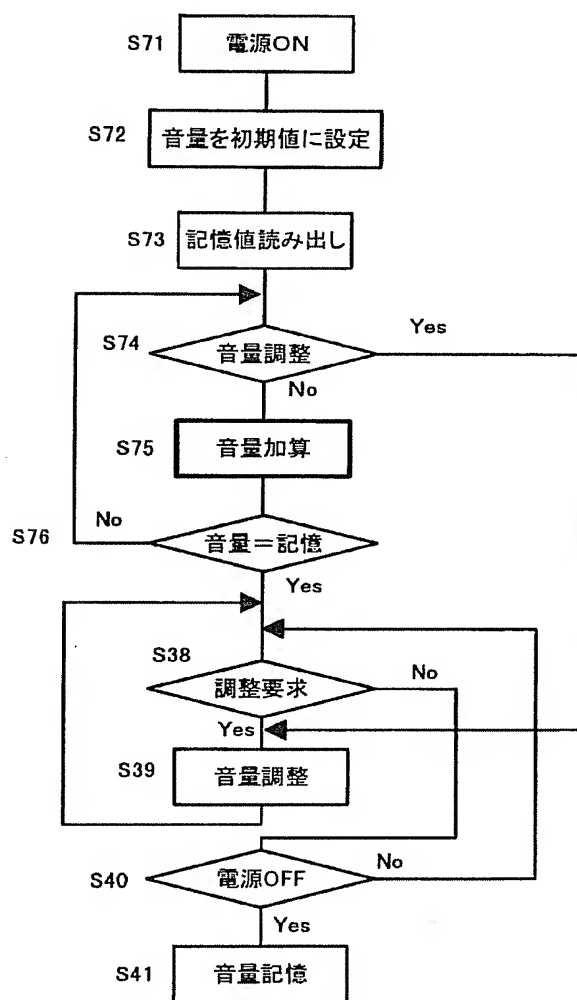 S71
電源ON
S72
音量を初期値に設定
S73
記憶値読み出し
S74
音量調整
Yes
No
S75
音量加算
S76
No
音量＝記憶
Yes
S38
調整要求
No
Yes
S39
音量調整
S40
電源OFF
No
Yes
S41
音量記憶